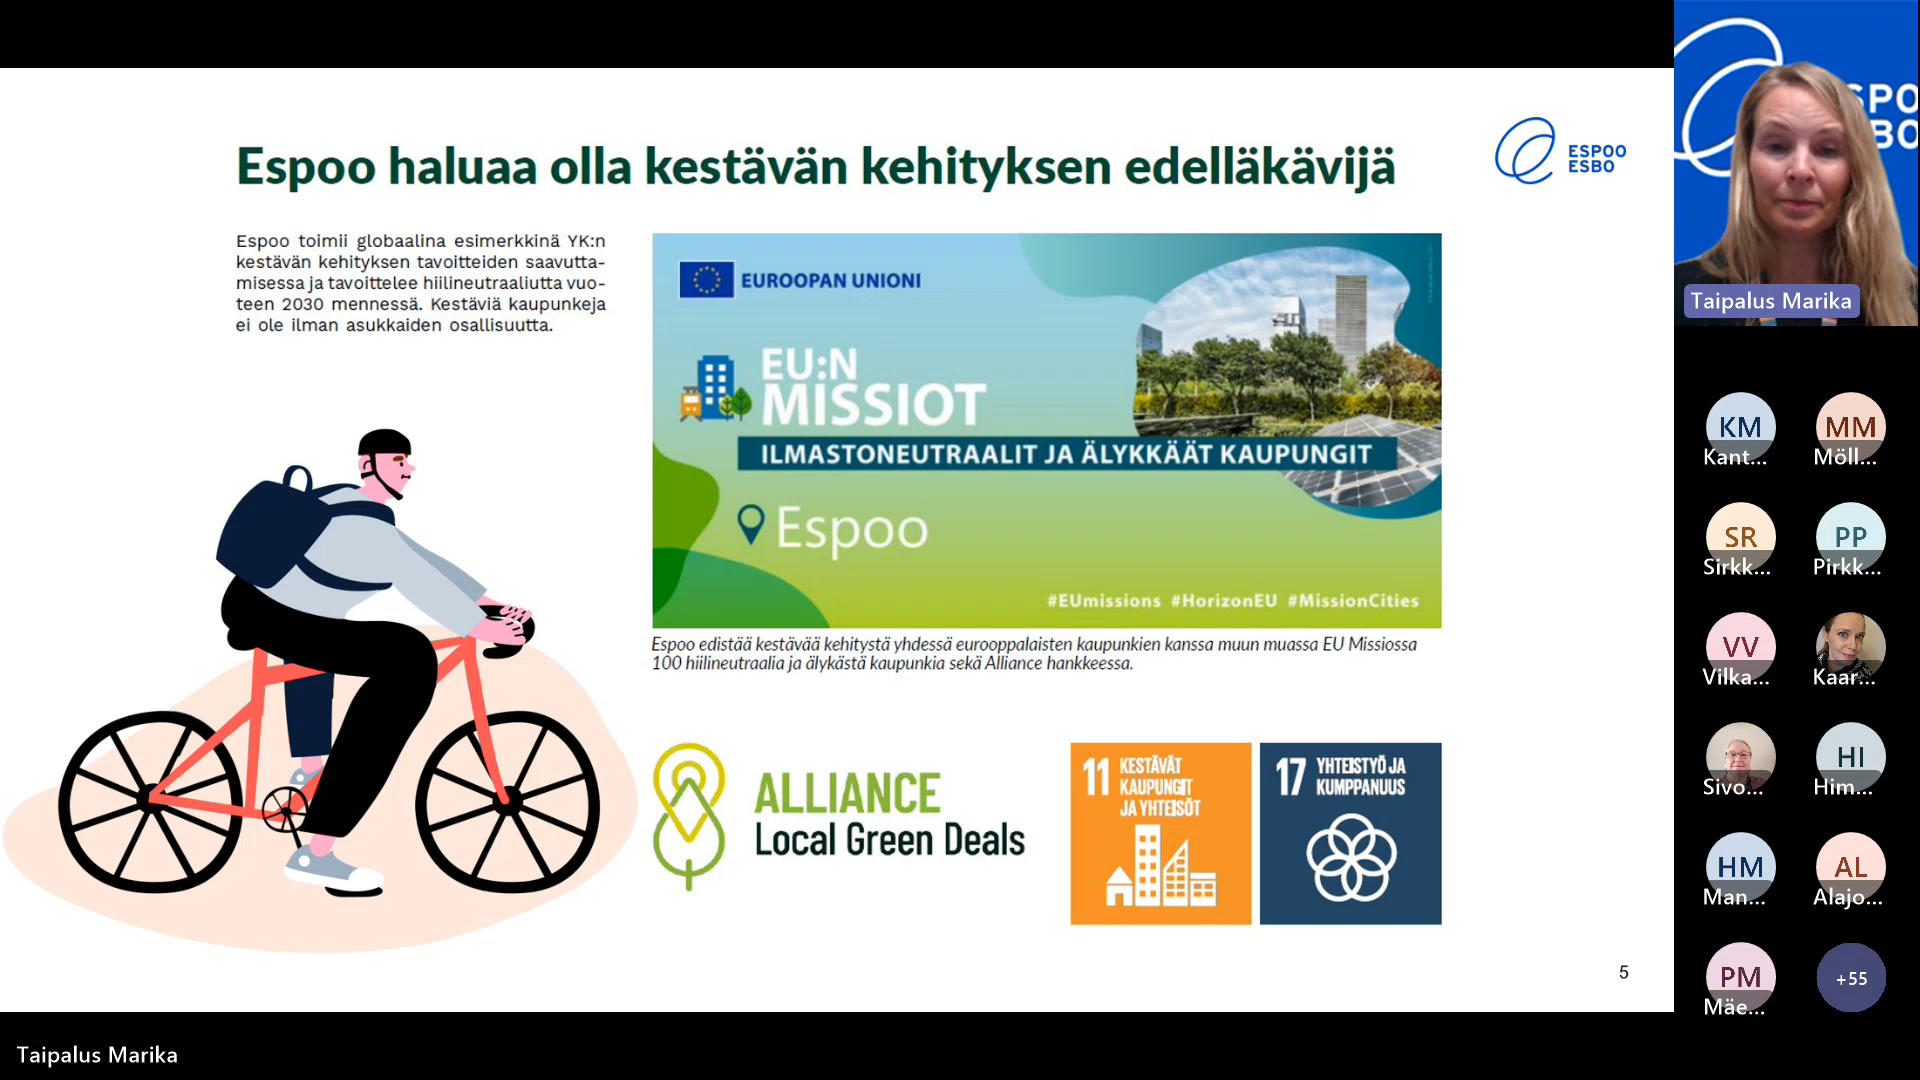 Espoo haluaa olla kestävän kehityksen edelläkävijä
ESPOO
ESBO
Espoo toimii globaalina esimerkkinä YK:n
kestävän kehityksen tavoitteiden saavutta-
misessa ja tavoittelee hiilineutraaliutta vuo-
teen 2030 mennessä. Kestäviä kaupunkeja
ei ole ilman asukkaiden osallisuutta.
EUROOPAN UNIONI
EU:N
MISSIOT
ILMASTONEUTRAALIT JA ÄLYKKÄÄT KAUPUNGIT
Espoo
#EUmissions #HorizonEU #MissionCities
Espoo edistää kestävää kehitystä yhdessä eurooppalaisten kaupunkien kanssa muun muassa EU Missiossa
100 hiilineutraalia ja älykästä kaupunkia sekä Alliance hankkeessa.
ALLIANCE
Local Green Deals
11 KESTÄVÄT
KAUPUNGIT
JA YHTEISÖT
17 YHTEISTYÖ JA
KUMPPANUUS
5
SPO
BO
Taipalus Marika
KM
Kant...
MM
Möll...
SR
Sirkk...
PP
Pirkk...
VV
Vilka...
Kaar...
Sivo...
HI
Him...
HM
Man...
AL
Alajo...
PM
Mäe...
+55
Taipalus Marika